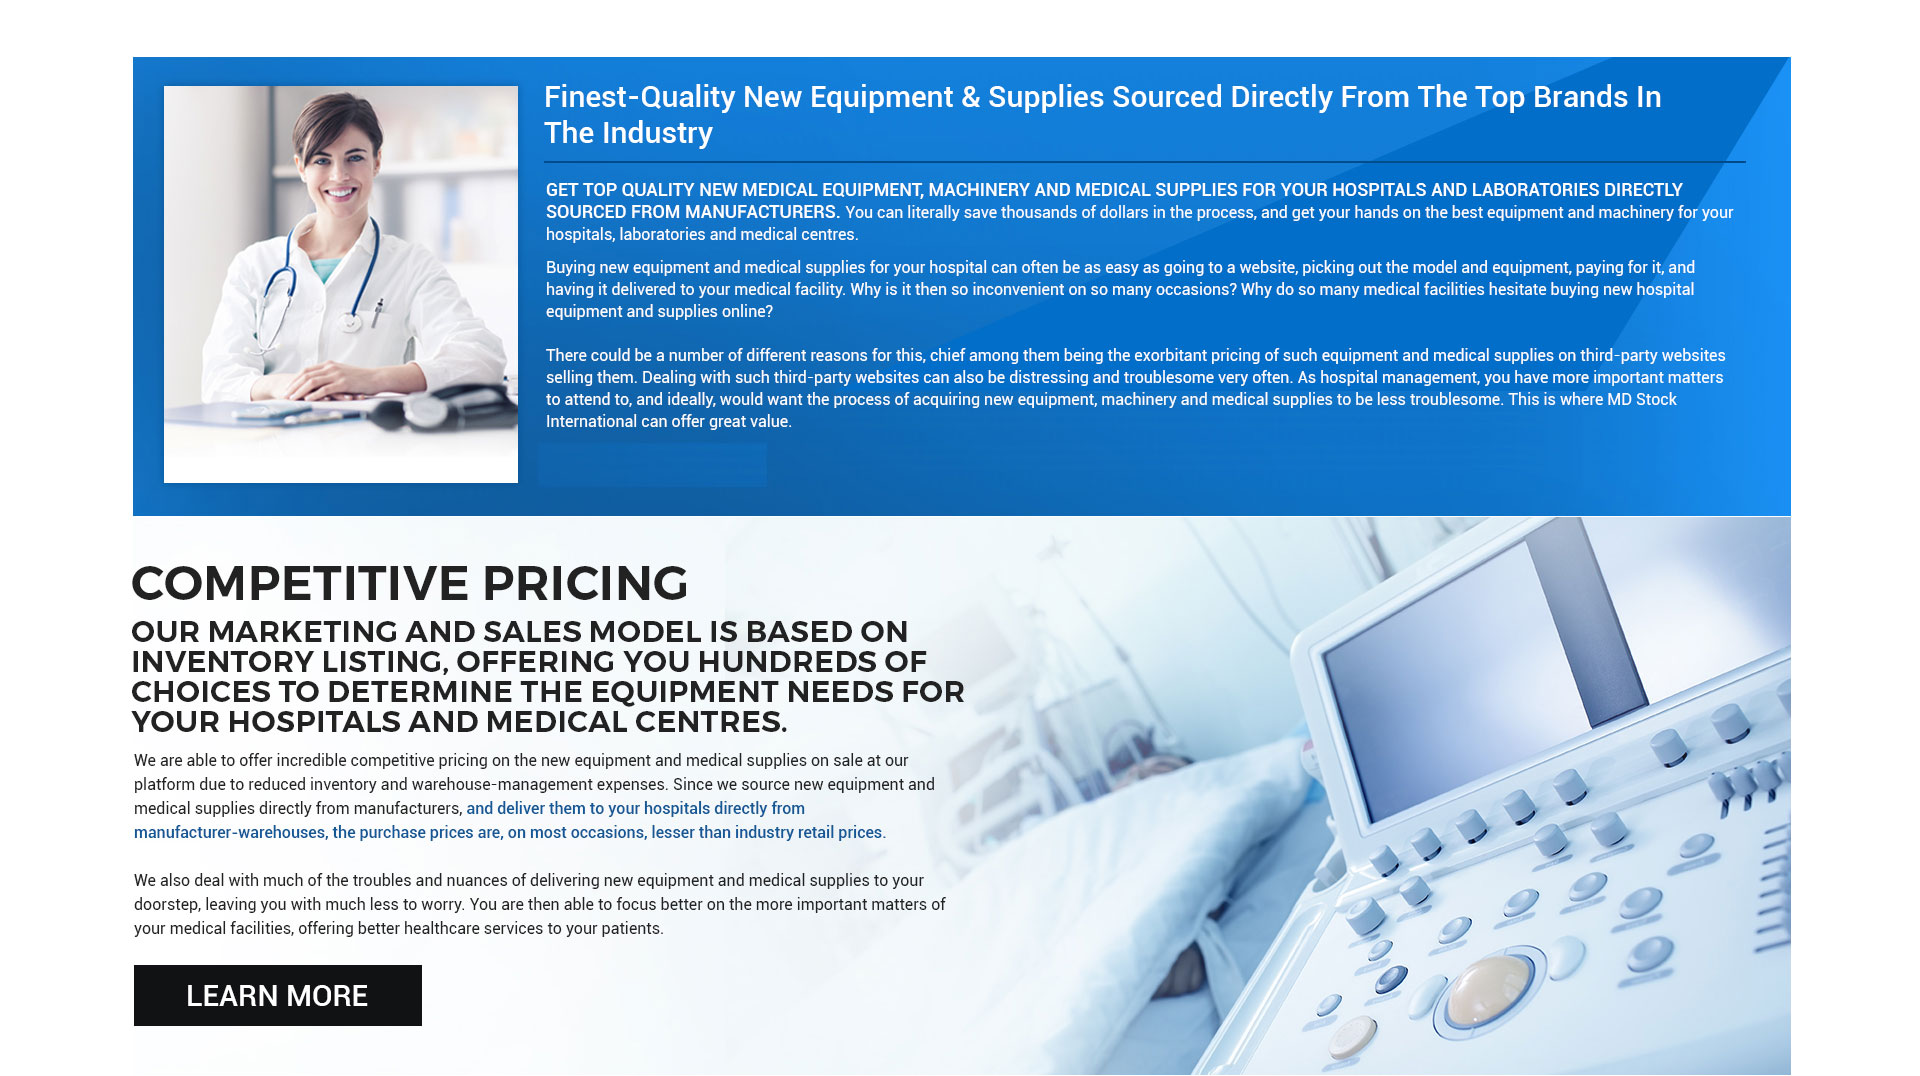 Finest-Quality New Equipment & Supplies Sourced Directly From The Top Brands In
The Industry
GET TOP QUALITY NEW MEDICAL EQUIPMENT, MACHINERY AND MEDICAL SUPPLIES FOR YOUR HOSPITALS AND LABORATORIES DIRECTLY
SOURCED FROM MANUFACTURERS. You can literally save thousands of dollars in the process, and get your hands on the best equipment and machinery for your
hospitals, laboratories and medical centres.
Buying new equipment and medical supplies for your hospital can often be as easy as going to a website, picking out the model and equipment, paying for it, and
having it delivered to your medical facility. Why is it then so inconvenient on so many occasions? Why do so many medical facilities hesitate buying new hospital
equipment and supplies online?
There could be a number of different reasons for this, chief among them being the exorbitant pricing of such equipment and medical supplies on third-party websites
selling them. Dealing with such third-party websites can also be distressing and troublesome very often. As hospital management, you have more important matters
to attend to, and ideally, would want the process of acquiring new equipment, machinery and medical supplies to be less troublesome. This is where MD Stock
International can offer great value.
COMPETITIVE PRICING
OUR MARKETING AND SALES MODEL IS BASED ON
INVENTORY LISTING, OFFERING YOU HUNDREDS OF
CHOICES TO DETERMINE THE EQUIPMENT NEEDS FOR
YOUR HOSPITALS AND MEDICAL CENTRES.
We are able to offer incredible competitive pricing on the new equipment and medical supplies on sale at our
platform due to reduced inventory and warehouse-management expenses. Since we source new equipment and
medical supplies directly from manufacturers, and deliver them to your hospitals directly from
manufacturer-warehouses, the purchase prices are, on most occasions, lesser than industry retail prices.
We also deal with much of the troubles and nuances of delivering new equipment and medical supplies to your
doorstep, leaving you with much less to worry. You are then able to focus better on the more important matters of
your medical facilities, offering better healthcare services to your patients.
LEARN MORE